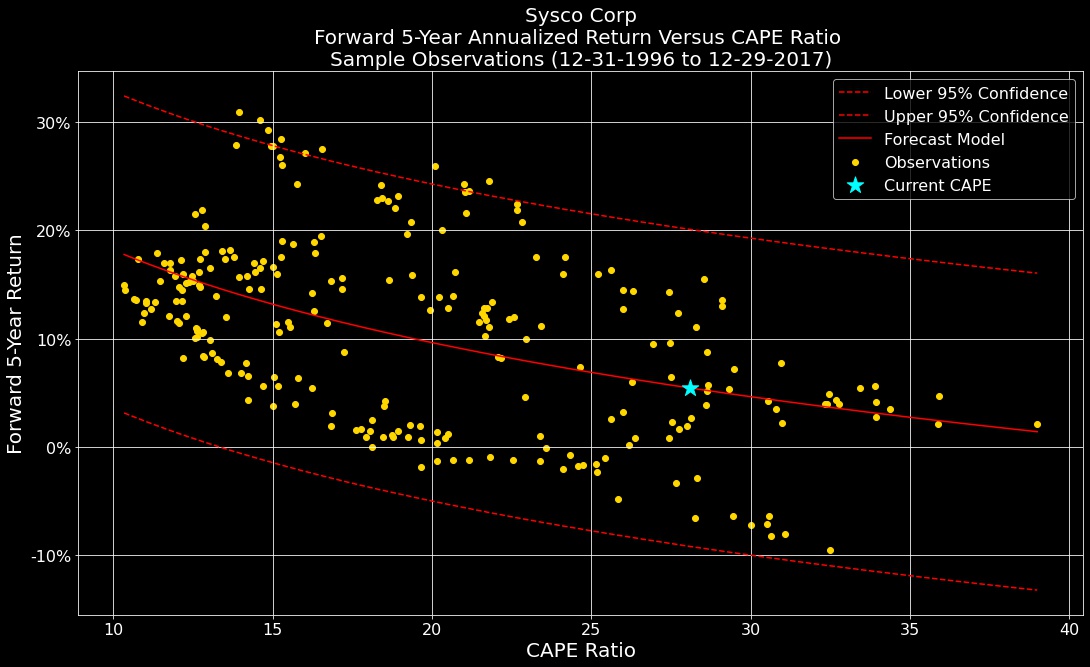 Sysco Corp
Forward 5-Year Annualized Return Versus CAPE Ratio
Sample Observations (12-31-1996 to 12-29-2017)
Lower 95% Confidence
Upper 95% Confidence
Forecast Model
Observations
Current CAPE
Forward 5-Year Return
30%
20%
10%
0%
-10%
10 15 20 25 30 35 40
CAPE Ratio